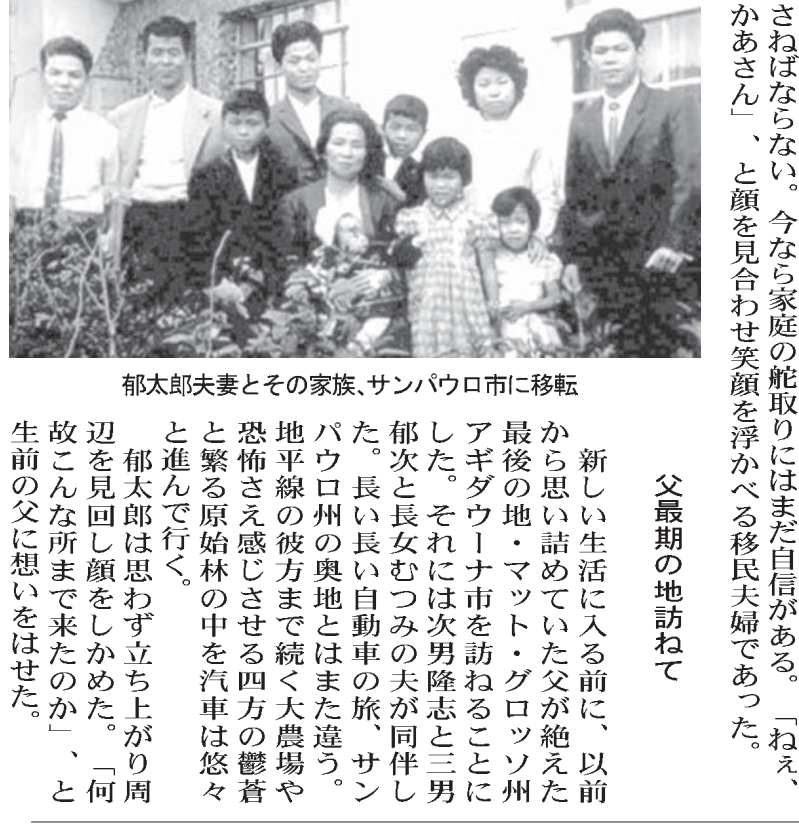 さねばならない。今なら家庭の舵取りにはまだ自信がある。「ねぇ、
かあさん」、と顔を見合わせ笑顔を浮かべる移民夫婦であった。
郁太郎夫妻とその家族、サンパウロ市に移転
父最期の地訪ねて
新しい生活に入る前に、以前
から思い詰めていた父が絶えた
最後の地・マット・グロッソ州
アギダウーナ市を訪ねることに
した。それには次男隆志と三男
郁次と長女むつみの夫が同伴し
た。長い長い自動車の旅、サン
パウロ州の奥地とはまた違う。
地平線の彼方まで続く大農場や
恐怖さえ感じさせる四方の鬱蒼
と繁る原始林の中を汽車は悠々
と進んで行く。
郁太郎は思わず立ち上がり周
辺を見回し顔をしかめた。「何
故こんな所まで来たのか」、と
生前の父に想いをはせた。